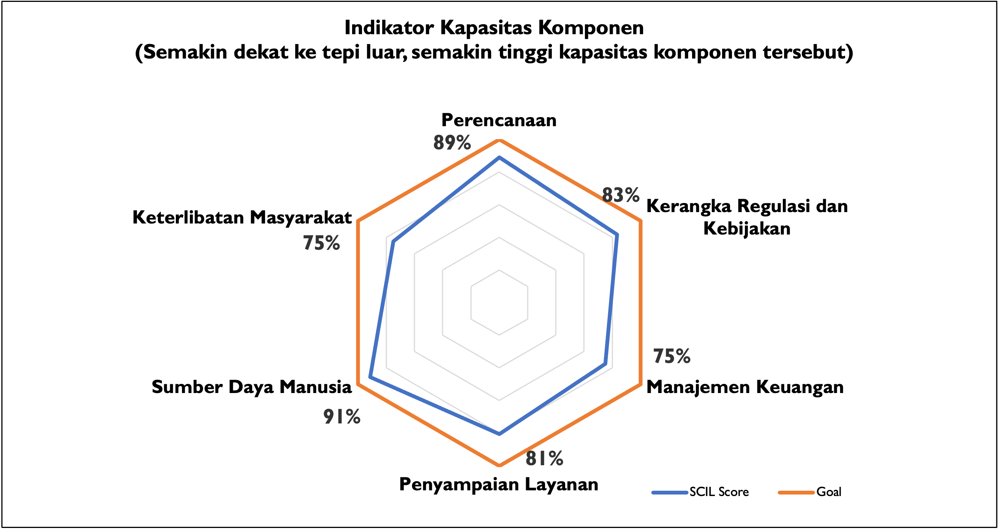 Indikator Kapasitas Komponen
(Semakin dekat ke tepi luar, semakin tinggi kapasitas komponen tersebut)
Perencanaan
89%
83%
Kerangka Regulasi dan
Kebijakan
75%
Manajemen Keuangan
81%
Penyampaian Layanan
Sumber Daya Manusia
91%
Keterlibatan Masyarakat
75%
SCIL Score
Goal